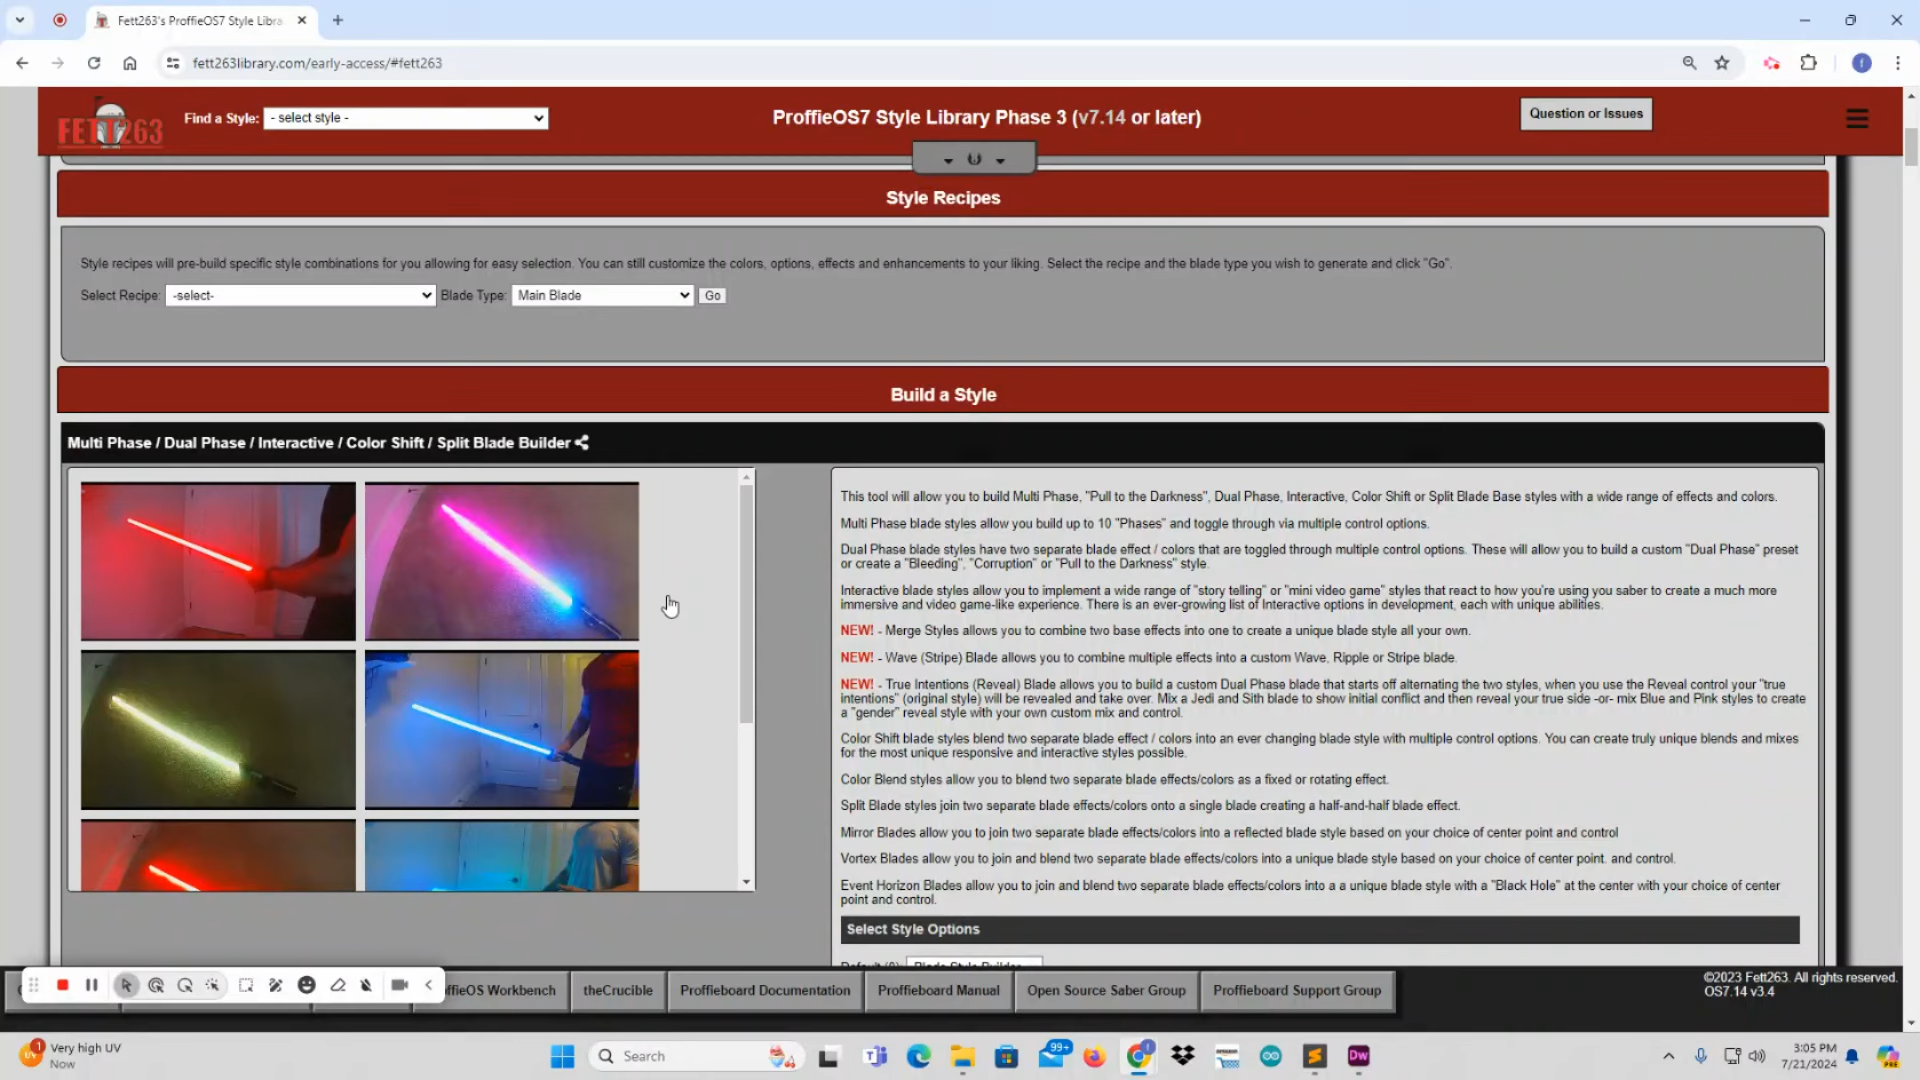 Fett263's ProffieOS7 Style Libra
fett263library.com/early-access/#fett263
FETT263
Find a Style:
- select style -
ProffieOS7 Style Library Phase 3 (v7.14 or later)
Question or Issues
Style Recipes
Style recipes will pre-build specific style combinations for you allowing for easy selection. You can still customize the colors, options, effects and enhancements to your liking. Select the recipe and the blade type you wish to generate and click "Go".
Select Recipe: -select- Blade Type: Main Blade Go
Build a Style
Multi Phase / Dual Phase / Interactive / Color Shift / Split Blade Builder
This tool will allow you to build Multi Phase, "Pull to the Darkness", Dual Phase, Interactive, Color Shift or Split Blade Base styles with a wide range of effects and colors.
Multi Phase blade styles allow you build up to 10 "Phases" and toggle through via multiple control options.
Dual Phase blade styles have two separate blade effect / colors that are toggled through multiple control options. These will allow you to build a custom "Dual Phase" preset
or create a "Bleeding", "Corruption" or "Pull to the Darkness" style.
Interactive blade styles allow you to implement a wide range of "story telling" or "mini video game" styles that react to how you're using you saber to create a much more
immersive and video game-like experience. There is an ever-growing list of Interactive options in development, each with unique abilities.
NEW! - Merge Styles allows you to combine two base effects into one to create a unique blade style all your own.
NEW! - Wave (Stripe) Blade allows you to combine multiple effects into a custom Wave, Ripple or Stripe blade.
NEW! - True Intentions (Reveal) Blade allows you to build a custom Dual Phase blade that starts off alternating the two styles, when you use the Reveal control your "true
intentions" (original style) will be revealed and take over. Mix a Jedi and Sith blade to show initial conflict and then reveal your true side -or- mix Blue and Pink styles to create
a "gender" reveal style with your own custom mix and control.
Color Shift blade styles blend two separate blade effect / colors into an ever changing blade style with multiple control options. You can create truly unique blends and mixes
for the most unique responsive and interactive styles possible.
Color Blend styles allow you to blend two separate blade effects/colors as a fixed or rotating effect.
Split Blade styles join two separate blade effects/colors onto a single blade creating a half-and-half blade effect.
Mirror Blades allow you to join two separate blade effects/colors into a reflected blade style based on your choice of center point and control
Vortex Blades allow you to join and blend two separate blade effects/colors into a unique blade style based on your choice of center point. and control.
Event Horizon Blades allow you to join and blend two separate blade effects/colors into a a unique blade style with a "Black Hole" at the center with your choice of center
point and control.
Select Style Options
Default (0): Blade Style Builder
ffieOS Workbench
theCrucible
Proffieboard Documentation
Proffieboard Manual
Open Source Saber Group
Proffieboard Support Group
©2023 Fett263. All rights reserved.
OS7.14 v3.4
1
Very high UV
Now
Search
99+
Dw
3:05 PM
7/21/2024